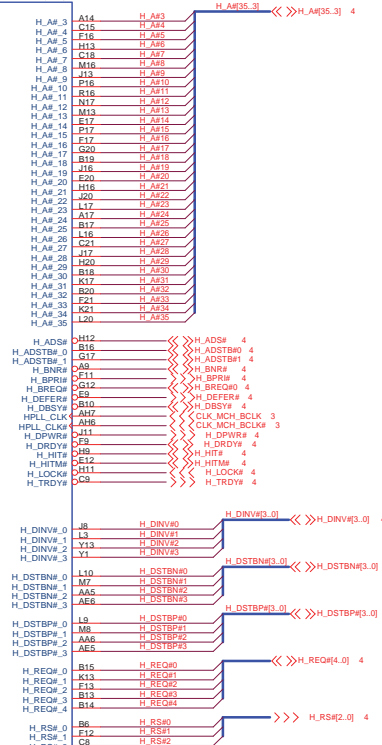 H_A#[35..3]
H_A#[35..3] 4
H_A#_3 A14 H_A#3
H_A#_4 C15 H_A#4
H_A#_5 F16 H_A#5
H_A#_6 H13 H_A#6
H_A#_7 C18 H_A#7
H_A#_8 M16 H_A#8
H_A#_9 J13 H_A#9
H_A#_10 P16 H_A#10
H_A#_11 R16 H_A#11
H_A#_12 N17 H_A#12
H_A#_13 M13 H_A#13
H_A#_14 E17 H_A#14
H_A#_15 P17 H_A#15
H_A#_16 F17 H_A#16
H_A#_17 G20 H_A#17
H_A#_18 B19 H_A#18
H_A#_19 J16 H_A#19
H_A#_20 E20 H_A#20
H_A#_21 H16 H_A#21
H_A#_22 J20 H_A#22
H_A#_23 L17 H_A#23
H_A#_24 A17 H_A#24
H_A#_25 B17 H_A#25
H_A#_26 L16 H_A#26
H_A#_27 C21 H_A#27
H_A#_28 J17 H_A#28
H_A#_29 H20 H_A#29
H_A#_30 B18 H_A#30
H_A#_31 K17 H_A#31
H_A#_32 B20 H_A#32
H_A#_33 F21 H_A#33
H_A#_34 K21 H_A#34
H_A#_35 L20 H_A#35
H_ADS# H12 H_ADS# 4
H_ADSTB#_0 B16 H_ADSTB#0 4
H_ADSTB#_1 G17 H_ADSTB#1 4
H_BNR# A9 H_BNR# 4
H_BPRI# F11 H_BPRI# 4
H_BREQ# G12 H_BREQ#0 4
H_DEFER# E9 H_DEFER# 4
H_DBSY# B10 H_DBSY# 4
HPLL_CLK AH7 CLK_MCH_BCLK 3
HPLL_CLK# AH6 CLK_MCH_BCLK# 3
H_DPWR# J11 H_DPWR# 4
H_DRDY# F9 H_DRDY# 4
H_HIT# H9 H_HIT# 4
H_HITM# E12 H_HITM# 4
H_LOCK# H11 H_LOCK# 4
H_TRDY# C9 H_TRDY# 4
H_DINV#[3..0]
H_DINV#[3..0]
H_DINV#_0 J8 H_DINV#0
H_DINV#_1 L3 H_DINV#1
H_DINV#_2 Y13 H_DINV#2
H_DINV#_3 Y1 H_DINV#3
H_DSTBN#[3..0]
H_DSTBN#[3..0]
H_DSTBN#_0 L10 H_DSTBN#0
H_DSTBN#_1 M7 H_DSTBN#1
H_DSTBN#_2 AA5 H_DSTBN#2
H_DSTBN#_3 AE6 H_DSTBN#3
H_DSTBP#[3..0]
H_DSTBP#[3..0]
H_DSTBP#_0 L9 H_DSTBP#0
H_DSTBP#_1 M8 H_DSTBP#1
H_DSTBP#_2 AA6 H_DSTBP#2
H_DSTBP#_3 AE5 H_DSTBP#3
H_REQ#[4..0] 4
H_REQ#_0 B15 H_REQ#0
H_REQ#_1 K13 H_REQ#1
H_REQ#_2 F13 H_REQ#2
H_REQ#_3 B13 H_REQ#3
H_REQ#_4 B14 H_REQ#4
H_RS#[2..0] 4
H_RS#_0 B6 H_RS#0
H_RS#_1 F12 H_RS#1
C8 H_RS#2